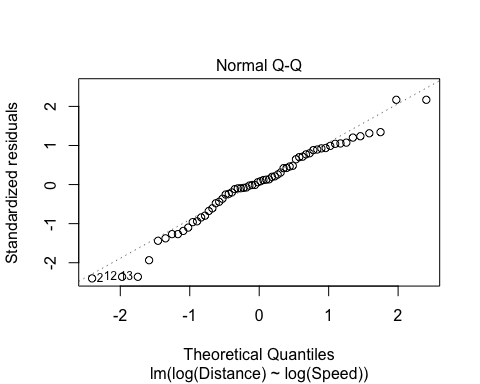 Normal Q-Q
Standardized residuals
2
1
0
-1
-2
2 12 13
-2 -1 0 1 2
Theoretical Quantiles
lm(log(Distance) ~ log(Speed))